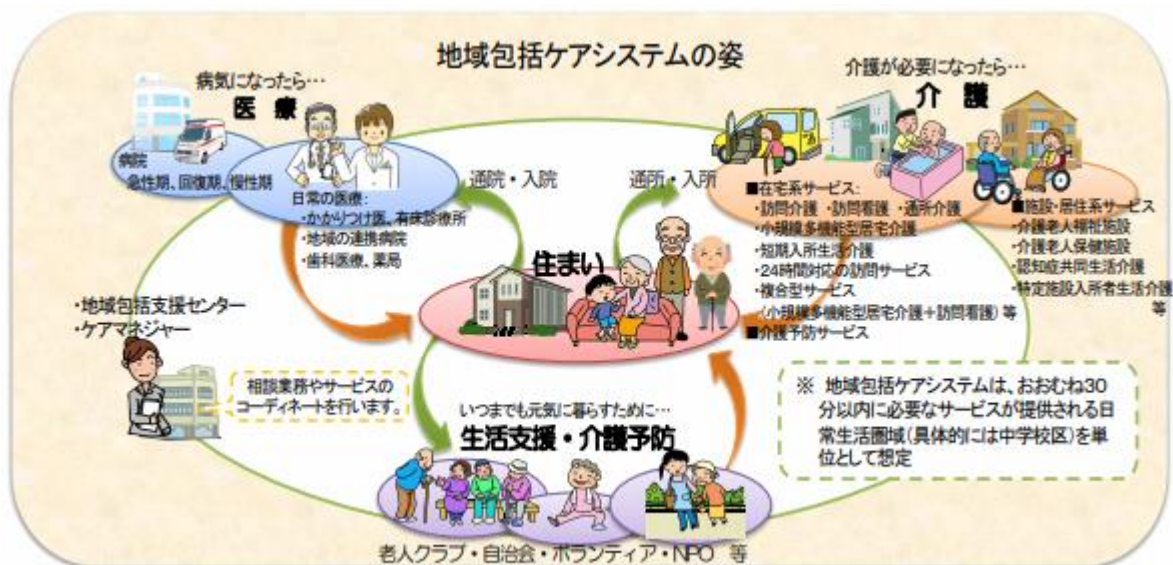 地域包括ケアシステムの姿
病気になったら…
医 療
病院
急性期、回復期、慢性期
日常の医療:
・かかりつけ医、有床診療所
・地域の連携病院
・歯科医療、薬局
通院・入院
通所・入所
介護が必要になったら…
介 護
■在宅系サービス:
・訪問介護 ・訪問看護 ・通所介護
・小規模多機能型居宅介護
・短期入所生活介護
・24時間対応の訪問サービス
・複合型サービス
(小規模多機能型居宅介護+訪問看護) 等
■介護予防サービス
■施設・居住系サービス
・介護老人福祉施設
・介護老人保健施設
・認知症共同生活介護
・特定施設入所者生活介護
等
住まい
・地域包括支援センター
・ケアマネジャー
相談業務やサービスの
コーディネートを行います。
いつまでも元気に暮らすために…
生活支援・介護予防
老人クラブ・自治会・ボランティア・NPO 等
※ 地域包括ケアシステムは、おおむね30
分以内に必要なサービスが提供される日
常生活圏域(具体的には中学校区)を単
位として想定